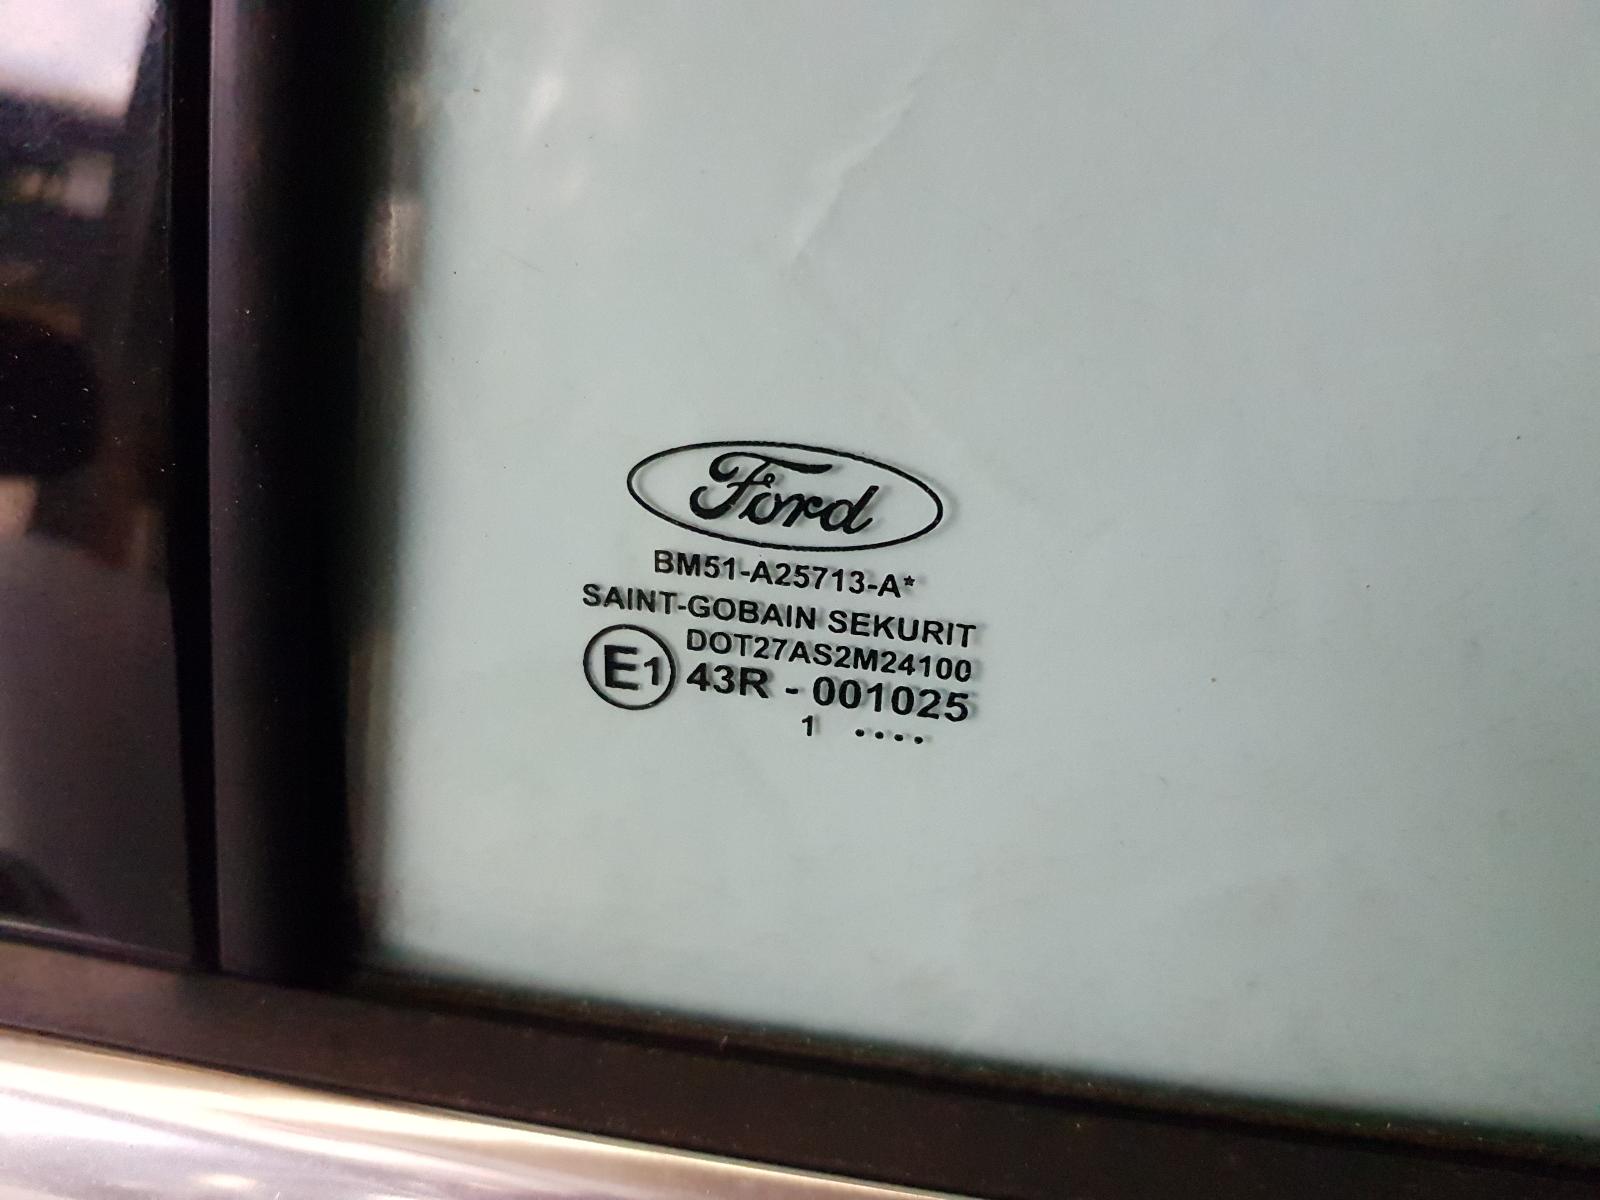 Ford
BM51-A25713-A*
SAINT-GOBAIN SEKURIT
DOT27AS2M24100
E1 43R - 001025
1 ....